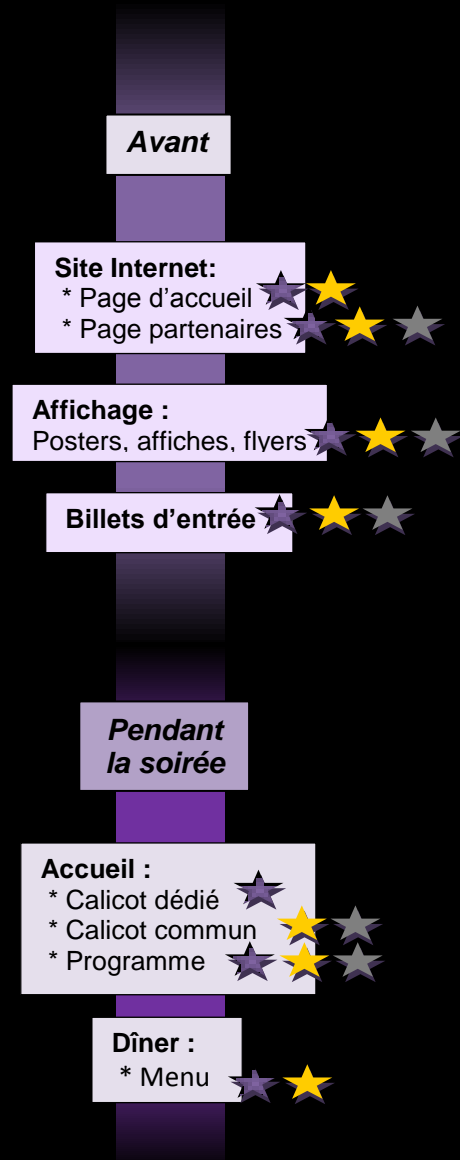 Avant
Site Internet:
* Page d'accueil
* Page partenaires
Affichage :
Posters, affiches, flyers
Billets d'entrée
Pendant
la soirée
Accueil :
* Calicot dédié
* Calicot commun
* Programme
Dîner :
* Menu